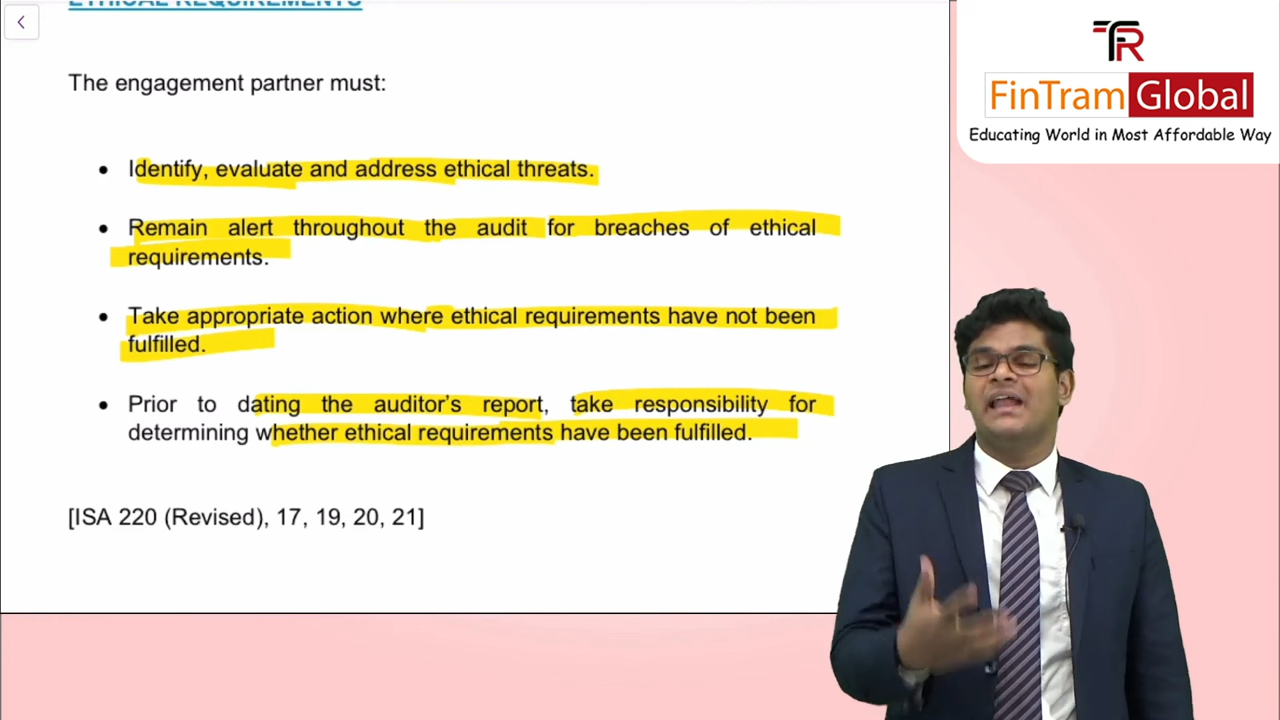 ETHICAL REQUIREMENTS
The engagement partner must:
• Identify, evaluate and address ethical threats.
• Remain alert throughout the audit for breaches of ethical
requirements.
• Take appropriate action where ethical requirements have not been
fulfilled.
• Prior to dating the auditor's report, take responsibility for
determining whether ethical requirements have been fulfilled.
[ISA 220 (Revised), 17, 19, 20, 21]
FinTram Global
Educating World in Most Affordable Way